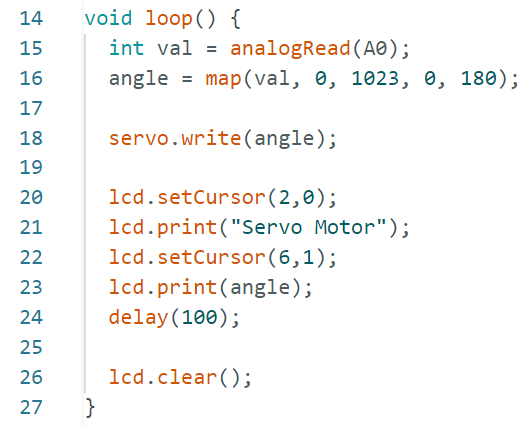 14 void loop() {
15 int val = analogRead(A0);
16 angle = map(val, 0, 1023, 0, 180);
17
18 servo.write(angle);
19
20 lcd.setCursor(2,0);
21 lcd.print("Servo Motor");
22 lcd.setCursor(6,1);
23 lcd.print(angle);
24 delay(100);
25
26 lcd.clear();
27 }